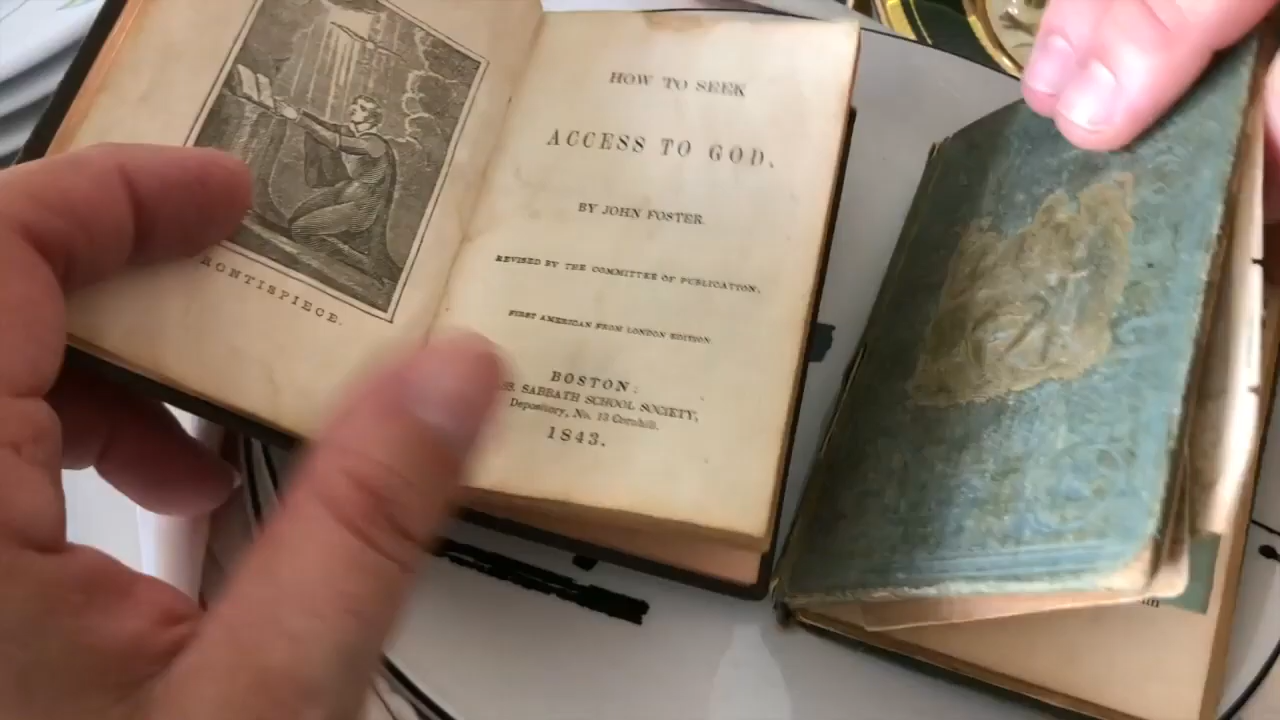 RONTISPIECE.
HOW TO SEEK
ACCESS TO GOD.
BY JOHN FOSTER.
REVISED BY THE COMMITTEE OF PUBLICATION.
FIRST AMERICAN FROM LONDON EDITION
BOSTON:
SABBATH SCHOOL SOCIETY,
Depository, No. 13 Cornhill.
1843.